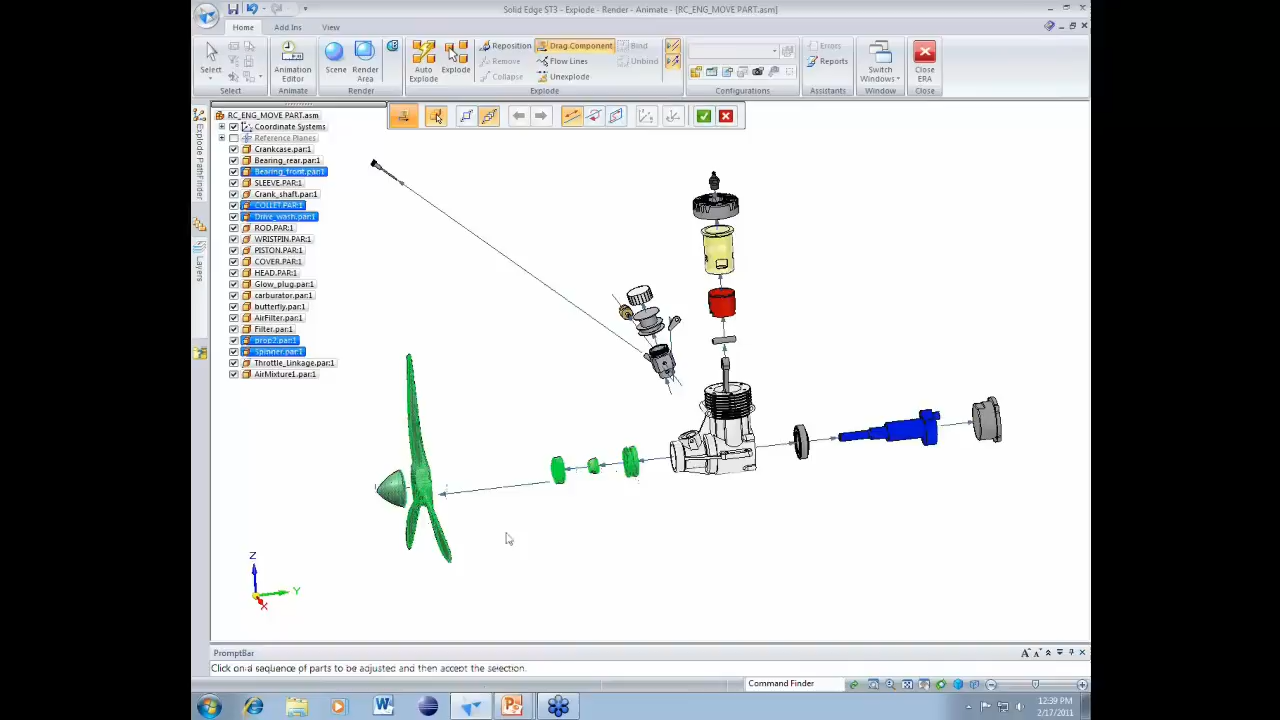 Solid Edge ST3 - Explode - Render - Animate - [RC_ENG_MOVE PART.asm]
Home Add Ins View
Select
Animation Editor
Scene
Render Area
Auto Explode
Explode
Reposition
Remove
Collapse
Drag Component
Flow Lines
Unexplode
Bind
Unbind
Errors
Reports
Switch Windows
Close ERA
Select Animate Render Explode Configurations Assistants Window Close
Explode PathFinder
Layers
RC_ENG_MOVE PART.asm
Coordinate Systems
Reference Planes
Crankcase.par:1
Bearing_rear.par:1
Bearing_front.par:1
SLEEVE.PAR:1
Crank_shaft.par:1
COLLET.PAR:1
Drive_wash.par:1
ROD.PAR:1
WRISTPIN.PAR:1
PISTON.PAR:1
COVER.PAR:1
HEAD.PAR:1
Glow_plug.par:1
carburator.par:1
butterfly.par:1
AirFilter.par:1
Filter.par:1
prop2.par:1
Spinner.par:1
Throttle_Linkage.par:1
AirMixture1.par:1
Z
Y
X
PromptBar
Click on a sequence of parts to be adjusted and then accept the selection.
Command Finder
12:39 PM
2/17/2011